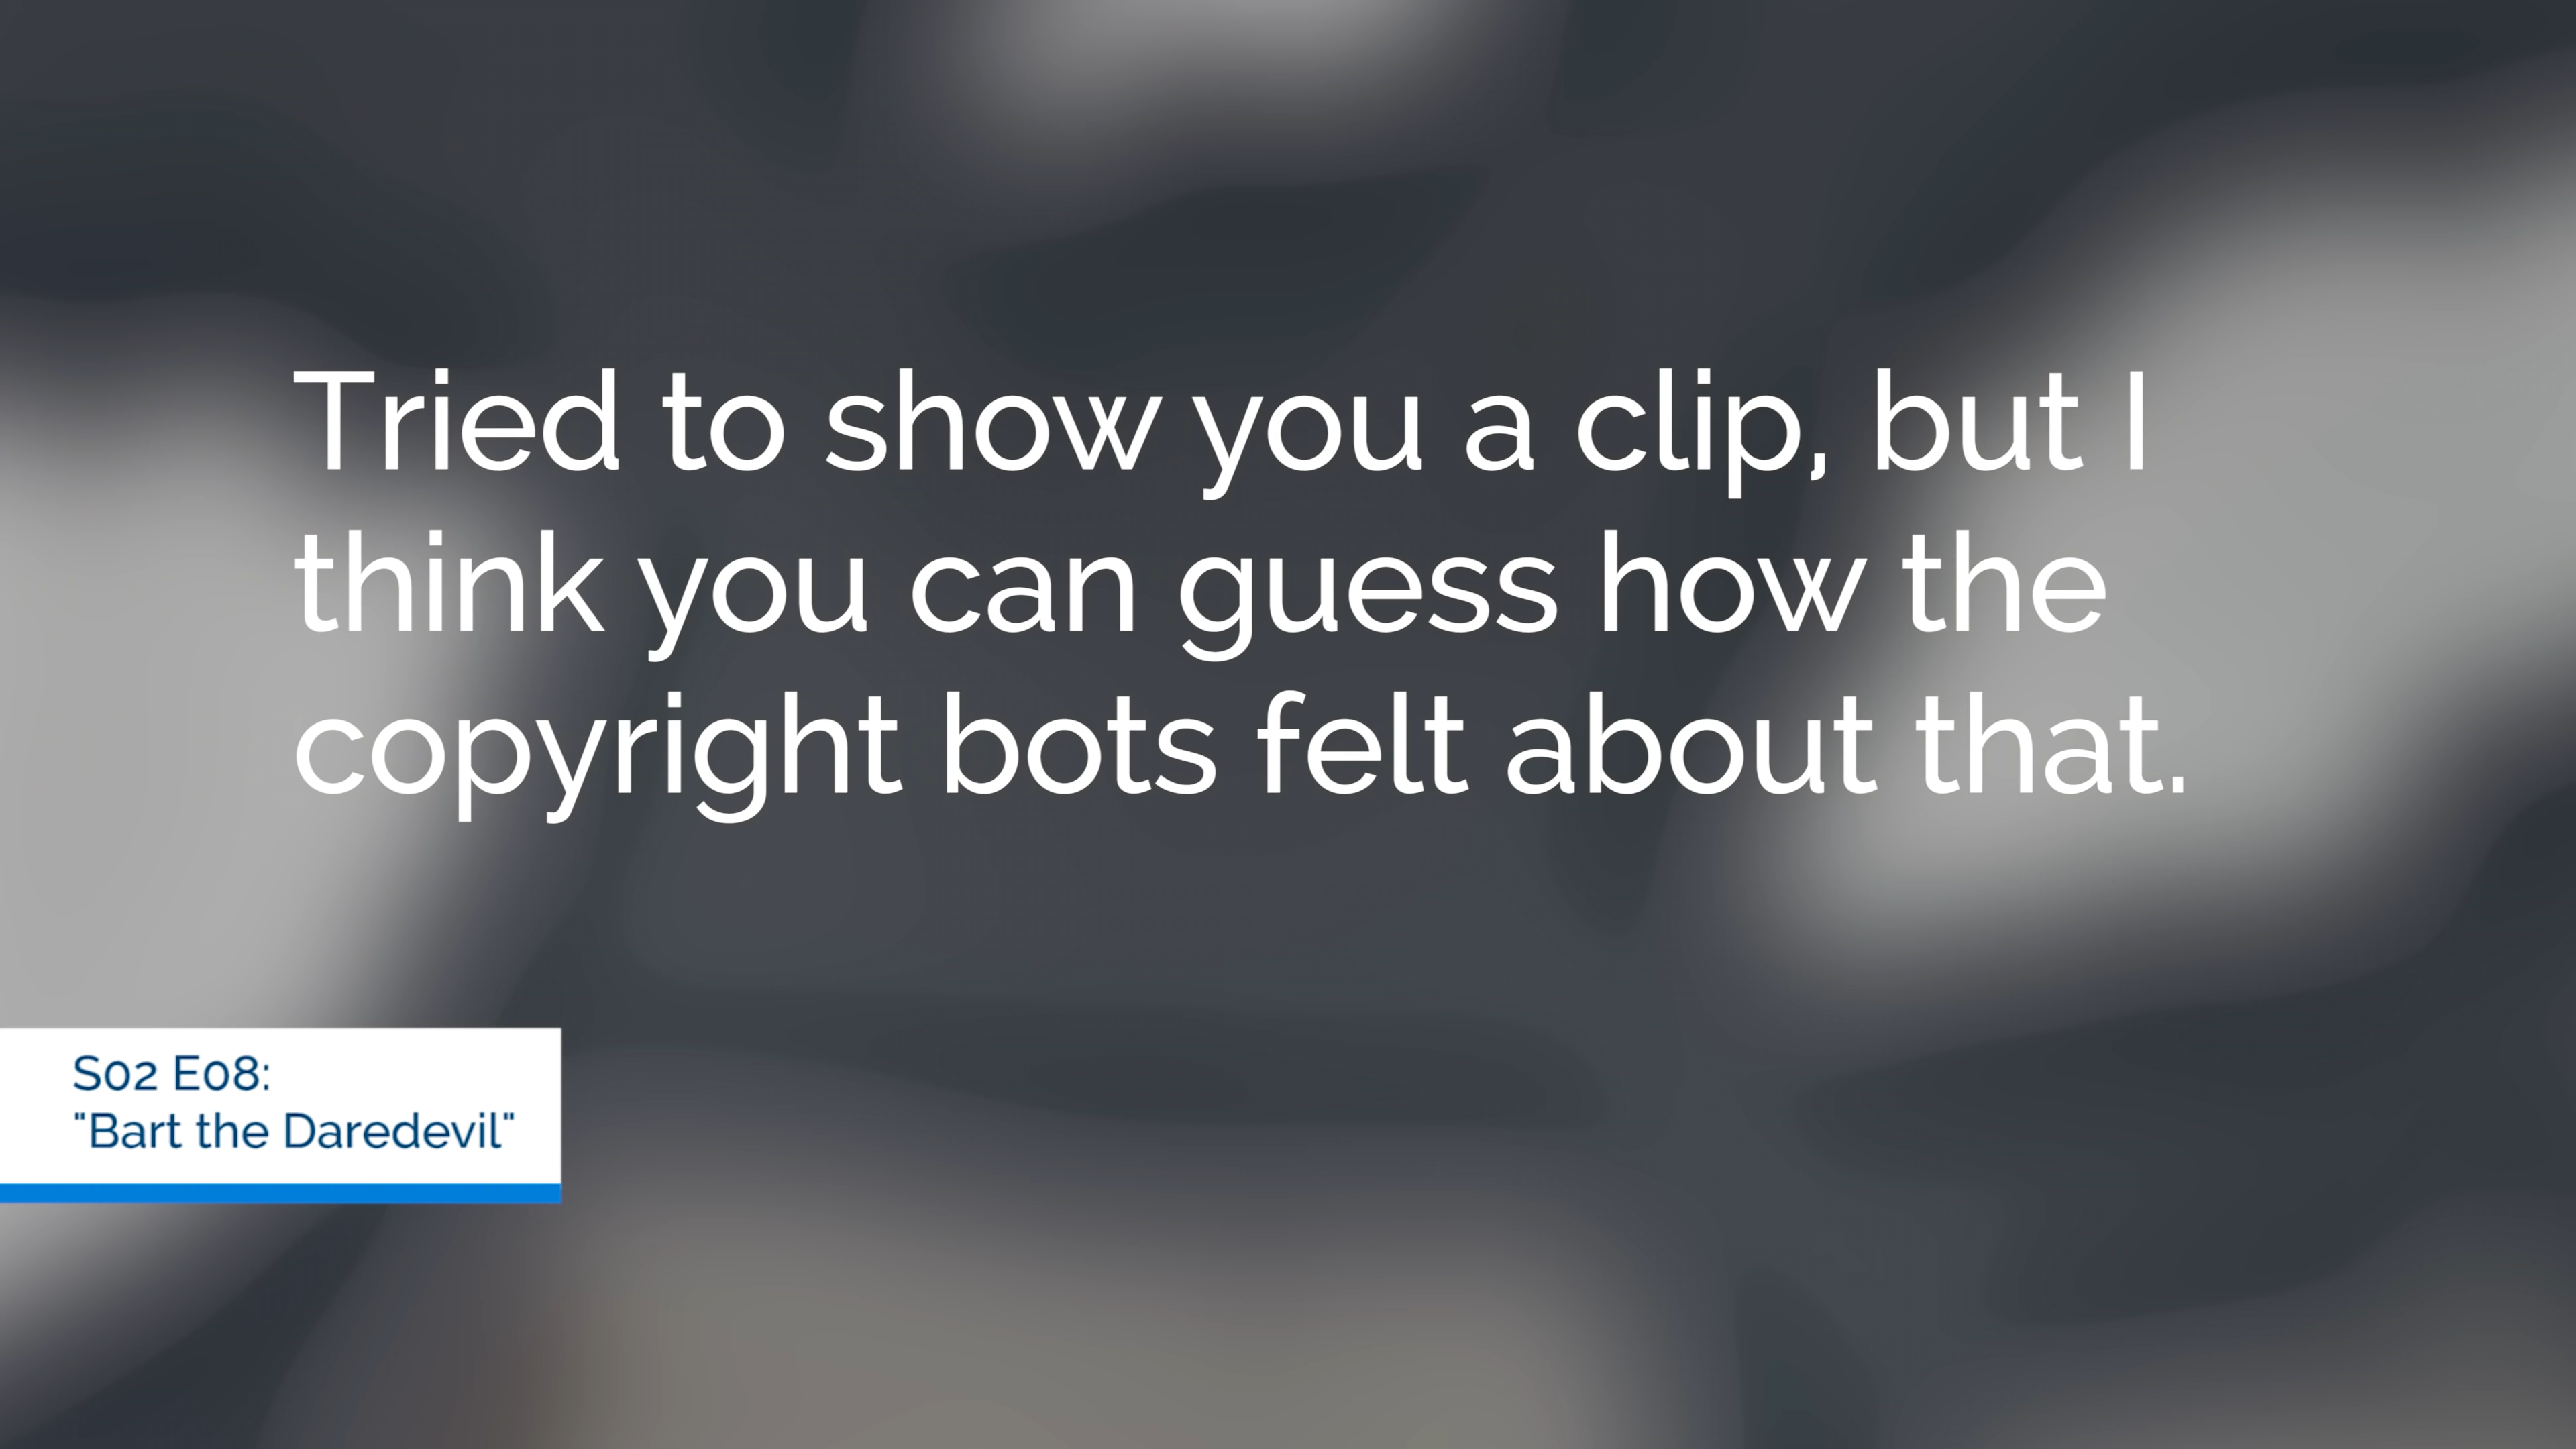 Tried to show you a clip, but I
think you can guess how the
copyright bots felt about that.
S02 E08:
"Bart the Daredevil"